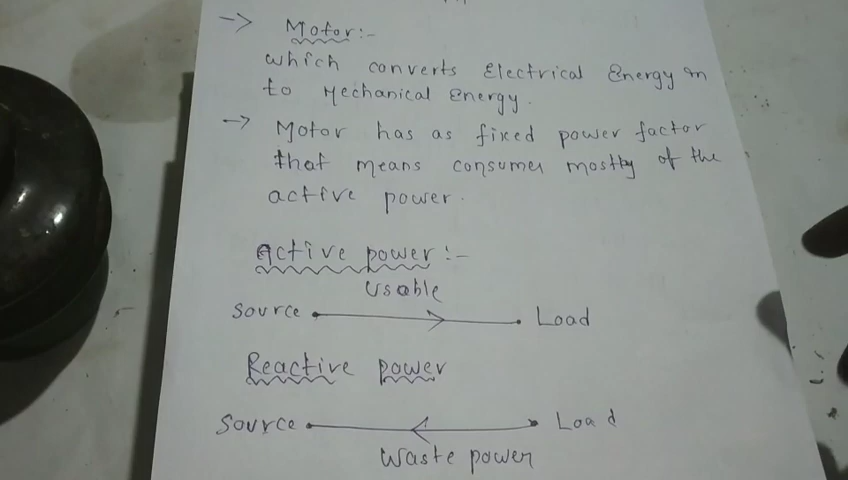 -> Motor:-
which converts Electrical Energy in
to Mechanical Energy.
-> Motor has as fixed power factor
that means consumer mostly of the
active power.
Active power:-
Usable
Source Load
Reactive power
Source Load
Waste power